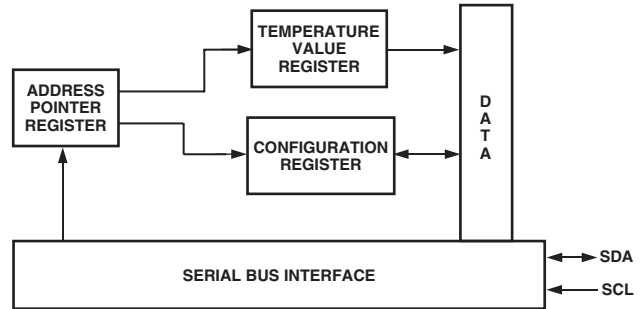 TEMPERATURE
VALUE
REGISTER
ADDRESS
POINTER
REGISTER
CONFIGURATION
REGISTER
D
A
T
A
SERIAL BUS INTERFACE
SDA
SCL